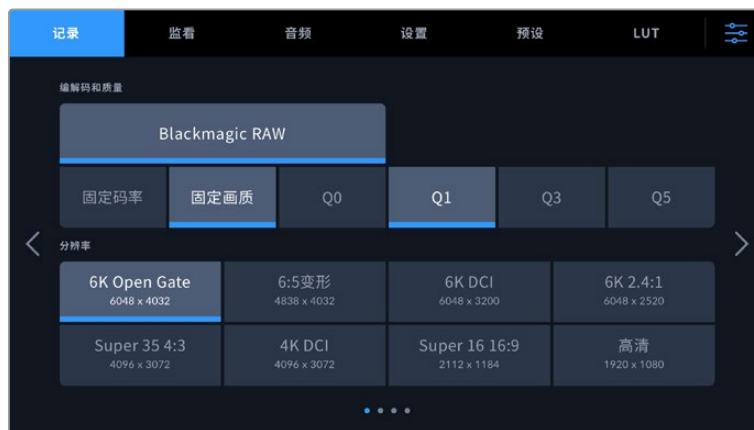 记录 监看 音频 设置 预设 LUT
编解码和质量
Blackmagic RAW
固定码率 固定画质 Q0 Q1 Q3 Q5
分辨率
6K Open Gate 6:5变形 6K DCI 6K 2.4:1
6048 x 4032 4838 x 4032 6048 x 3200 6048 x 2520
Super 35 4:3 4K DCI Super 16 16:9 高清
4096 x 3072 4096 x 3072 2112 x 1184 1920 x 1080